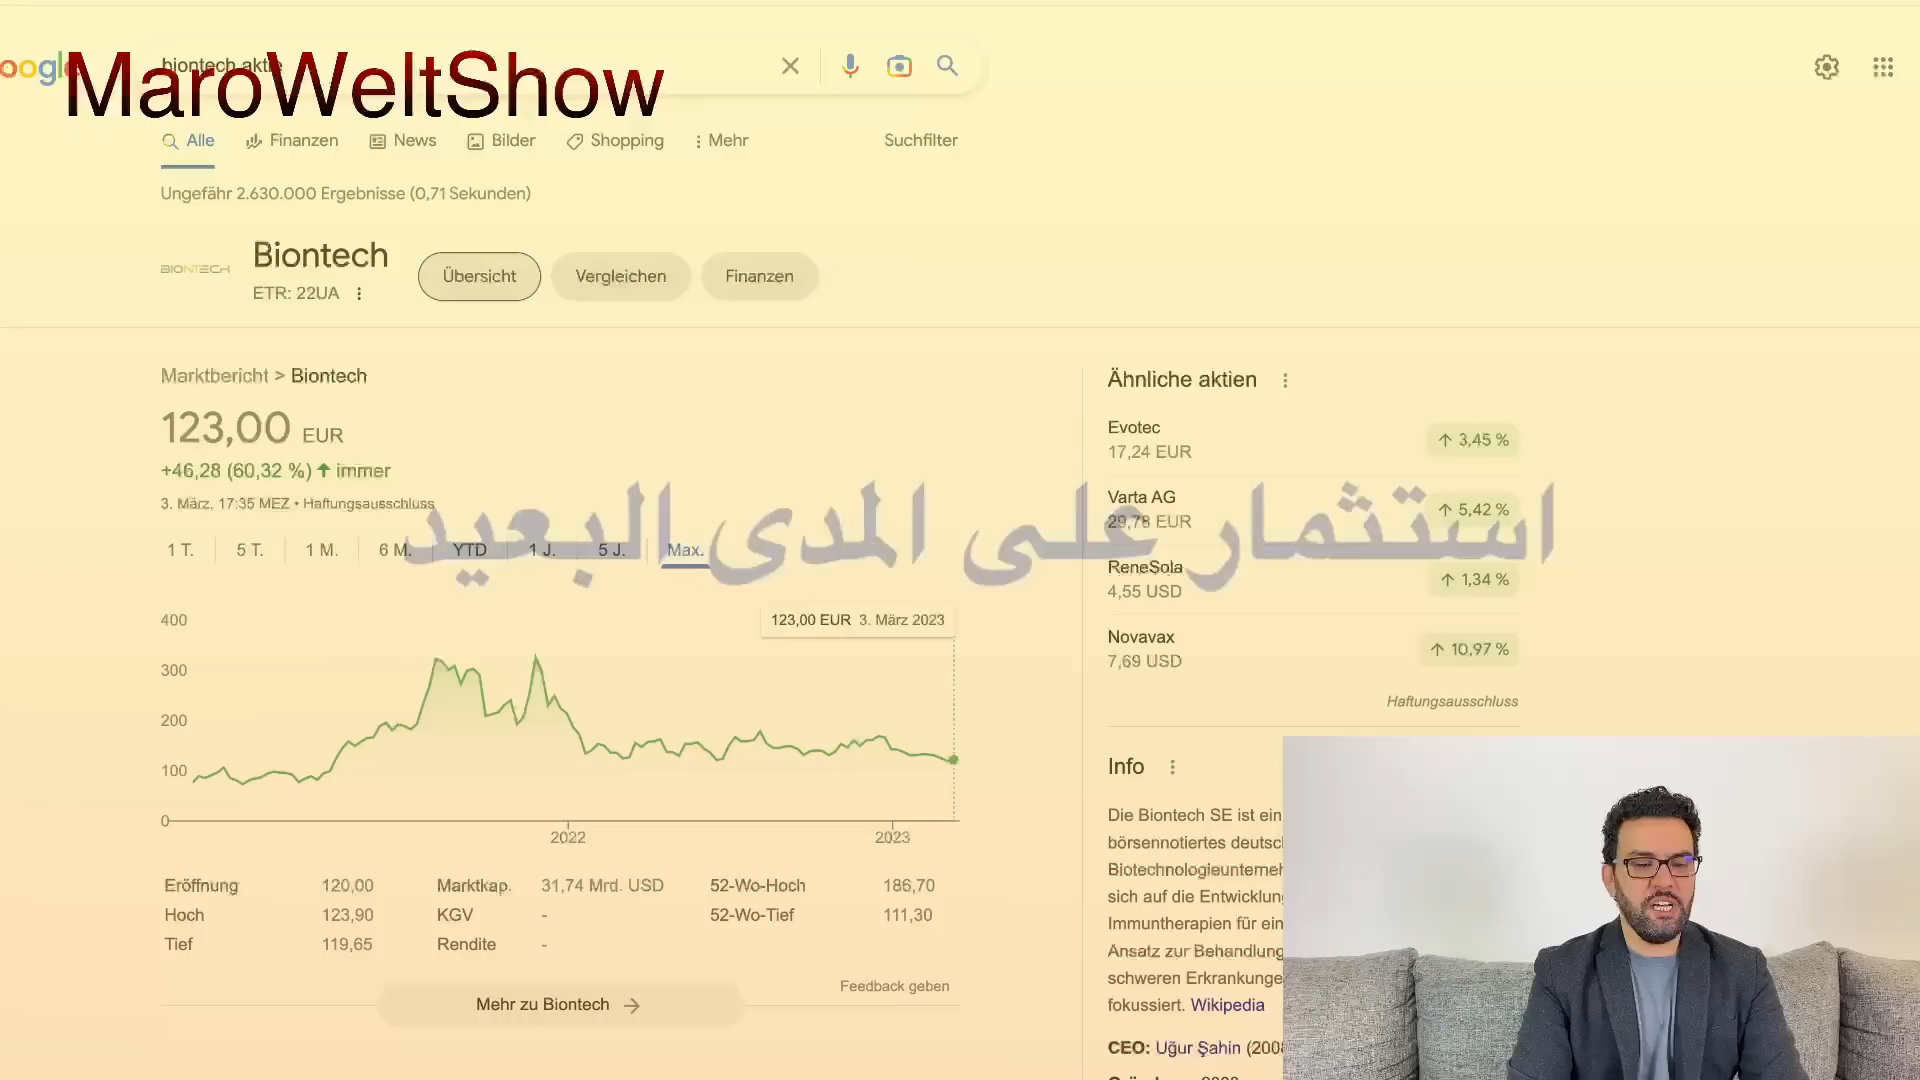 oogle
biontech aktie
MaroWeltShow
Alle Finanzen News Bilder Shopping Mehr Suchfilter
Ungefähr 2.630.000 Ergebnisse (0,71 Sekunden)
BIONTECH
Biontech
ETR: 22UA
Übersicht Vergleichen Finanzen
Marktbericht > Biontech
123,00 EUR
+46,28 (60,32 %) ↑ immer
3. März, 17:35 MEZ • Haftungsausschluss
استثمار على المدى البعيد
1 T. 5 T. 1 M. 6 M. YTD 1 J. 5 J. Max.
123,00 EUR 3. März 2023
400
300
200
100
0
2022 2023
Eröffnung 120,00 Marktkap. 31,74 Mrd. USD 52-Wo-Hoch 186,70
Hoch 123,90 KGV - 52-Wo-Tief 111,30
Tief 119,65 Rendite -
Feedback geben
Mehr zu Biontech →
Ähnliche aktien
Evotec
17,24 EUR ↑ 3,45 %
Varta AG
29,78 EUR ↑ 5,42 %
ReneSola
4,55 USD ↑ 1,34 %
Novavax
7,69 USD ↑ 10,97 %
Haftungsausschluss
Info
Die Biontech SE ist ein
börsennotiertes deutsc
Biotechnologieunterneh
sich auf die Entwicklun
Immuntherapien für ein
Ansatz zur Behandlung
schweren Erkrankunge
fokussiert. Wikipedia
CEO: Uğur Şahin (2008